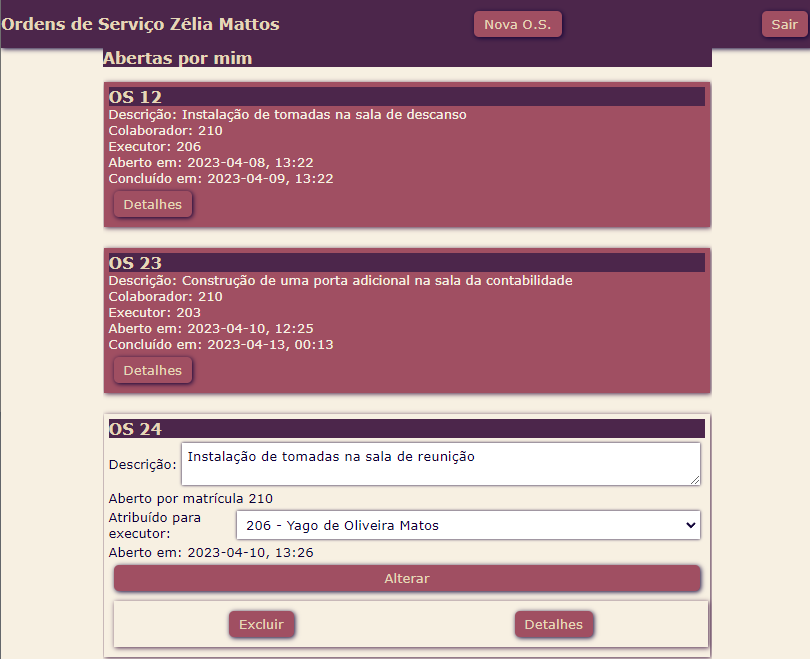 Ordens de Serviço Zélia Mattos
Nova O.S.
Sair
Abertas por mim
OS 12
Descrição: Instalação de tomadas na sala de descanso
Colaborador: 210
Executor: 206
Aberto em: 2023-04-08, 13:22
Concluído em: 2023-04-09, 13:22
Detalhes
OS 23
Descrição: Construção de uma porta adicional na sala da contabilidade
Colaborador: 210
Executor: 203
Aberto em: 2023-04-10, 12:25
Concluído em: 2023-04-13, 00:13
Detalhes
OS 24
Descrição: Instalação de tomadas na sala de reunição
Aberto por matrícula 210
Atribuído para
executor:
206 - Yago de Oliveira Matos
Aberto em: 2023-04-10, 13:26
Alterar
Excluir
Detalhes